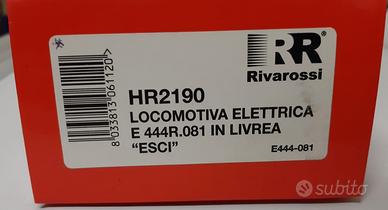 RR®
Rivarossi
8 033813 061120
HR2190
LOCOMOTIVA ELETTRICA
E 444R.081 IN LIVREA
"ESCI"
E444-081
subito